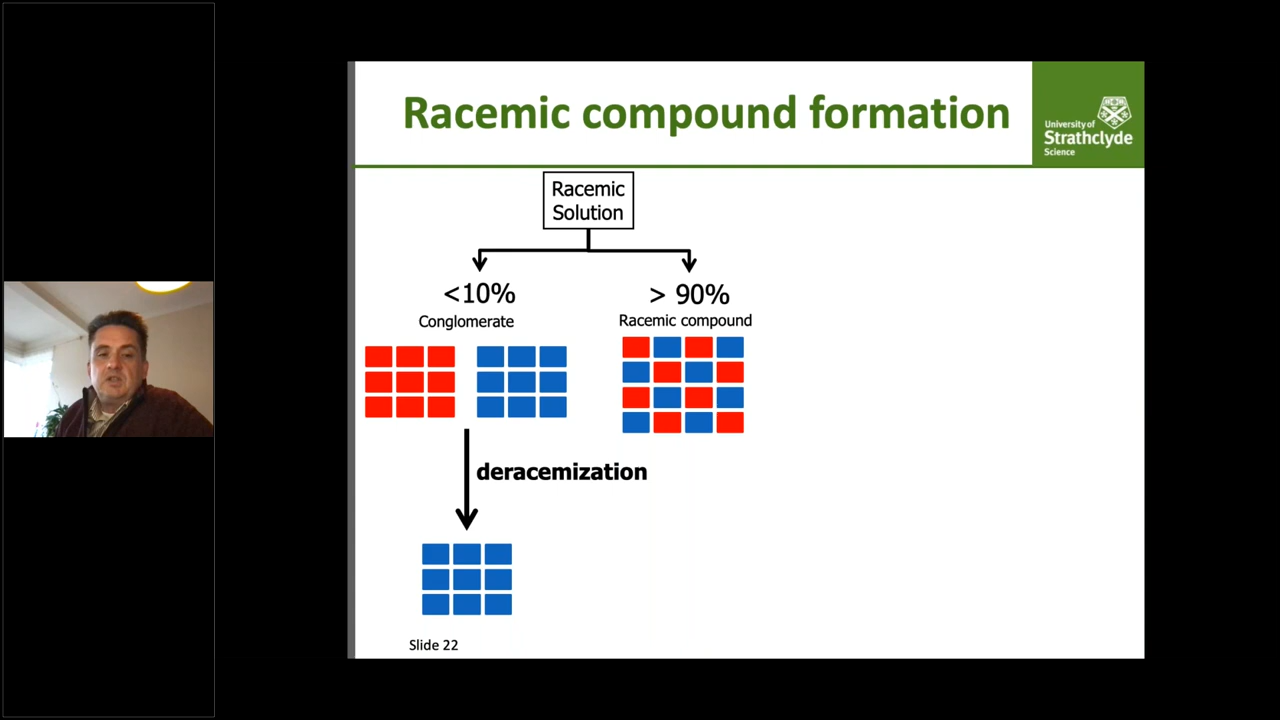 Racemic compound formation
University of
Strathclyde
Science
Racemic
Solution
<10%
Conglomerate
> 90%
Racemic compound
deracemization
Slide 22